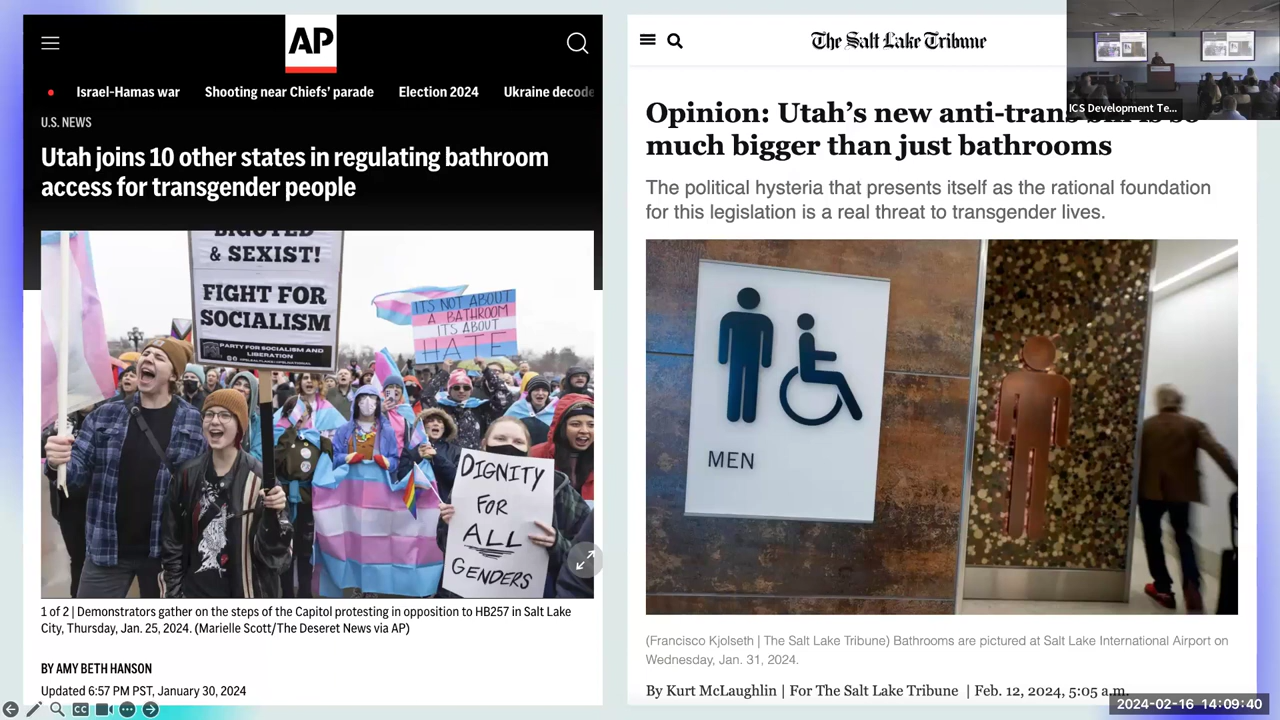 AP
Israel-Hamas war Shooting near Chiefs' parade Election 2024 Ukraine decode
U.S. NEWS
Utah joins 10 other states in regulating bathroom
access for transgender people
& SEXIST!
FIGHT FOR
SOCIALISM
PARTY FOR SOCIALISM AND
LIBERATION
IT'S NOT ABOUT
A BATHROOM
IT'S ABOUT
HATE
DIGNITY
FOR
ALL
GENDERS
1 of 2 | Demonstrators gather on the steps of the Capitol protesting in opposition to HB257 in Salt Lake
City, Thursday, Jan. 25, 2024. (Marielle Scott/The Deseret News via AP)
BY AMY BETH HANSON
Updated 6:57 PM PST, January 30, 2024
CC
The Salt Lake Tribune
ICS Development Te...
Opinion: Utah's new anti-trans
much bigger than just bathrooms
The political hysteria that presents itself as the rational foundation
for this legislation is a real threat to transgender lives.
MEN
(Francisco Kjolseth | The Salt Lake Tribune) Bathrooms are pictured at Salt Lake International Airport on
Wednesday, Jan. 31, 2024.
By Kurt McLaughlin | For The Salt Lake Tribune | Feb. 12, 2024, 5:05 a.m.
2024-02-16 14:09:40